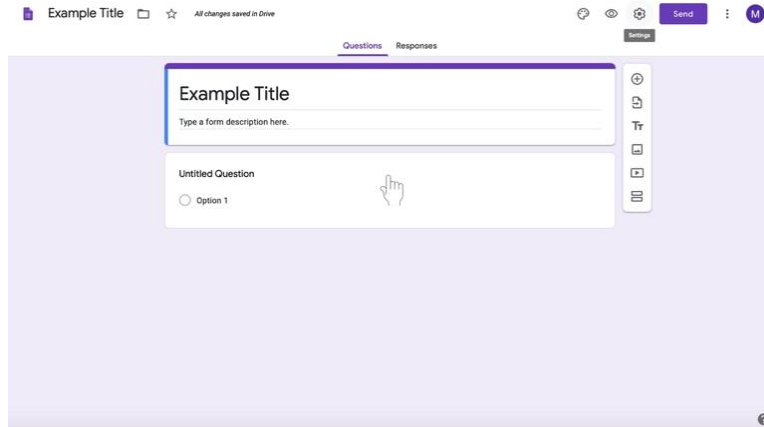 Example Title
All changes saved in Drive
Send
M
Settings
Questions Responses
Example Title
Type a form description here.
Tт
Untitled Question
Option 1